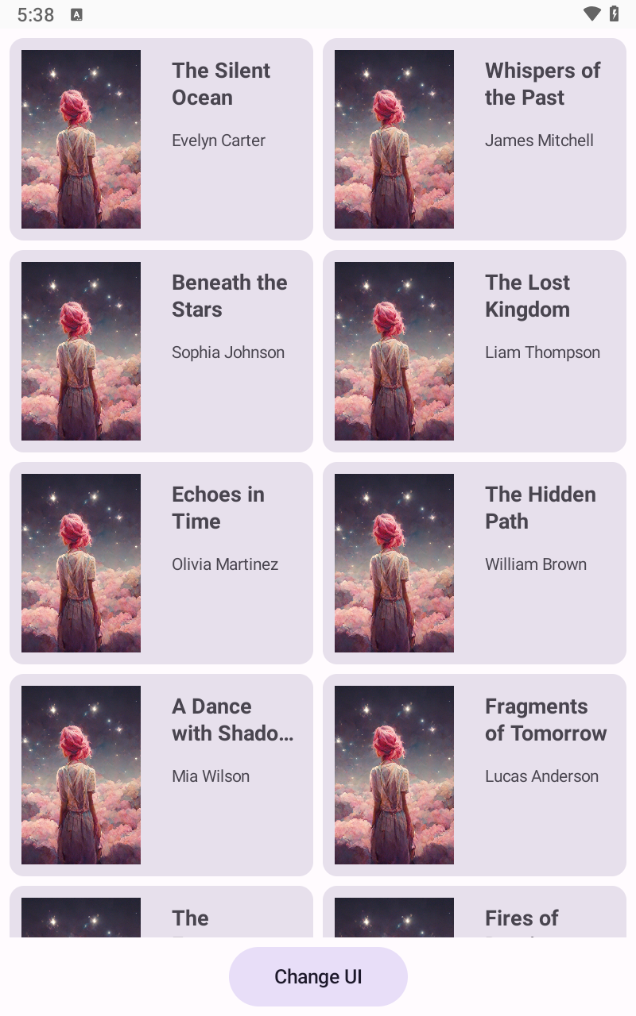 5:38
The Silent
Ocean
Evelyn Carter
Whispers of
the Past
James Mitchell
Beneath the
Stars
Sophia Johnson
The Lost
Kingdom
Liam Thompson
Echoes in
Time
Olivia Martinez
The Hidden
Path
William Brown
A Dance
with Shado...
Mia Wilson
Fragments
of Tomorrow
Lucas Anderson
The
Fires of
Change UI